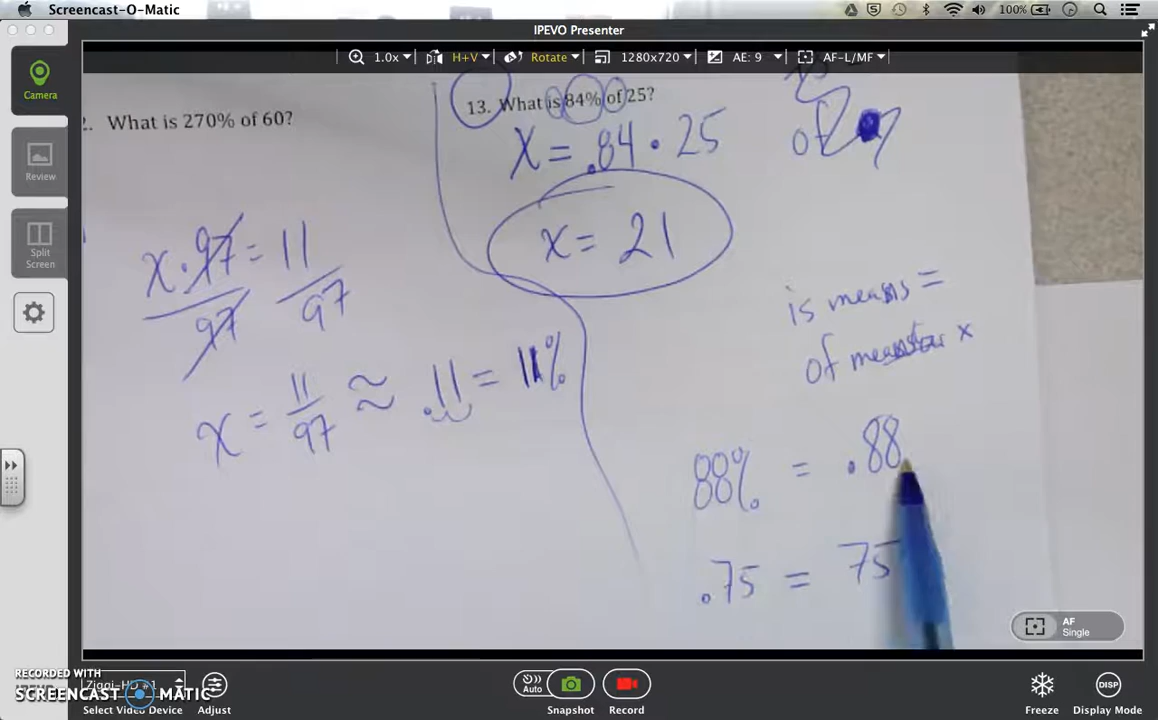 Screencast-O-Matic
100%
IPEVO Presenter
Camera
Review
Split
Screen
1.0x
H+V
Rotate
1280x720
AE: 9
AF-L/MF
2. What is 270% of 60?
x · 97 = 11
97 97
x = 11/97 ≈ .11 = 11%
13. What is 84% of 25?
X = .84 · 25
x = 21
of
is means =
of means x
88% = .88
.75 = 75
AF
Single
RECORDED WITH
SCREENCAST-O-MATIC
Select Video Device
Adjust
Auto
Snapshot
Record
Freeze
DISP
Display Mode